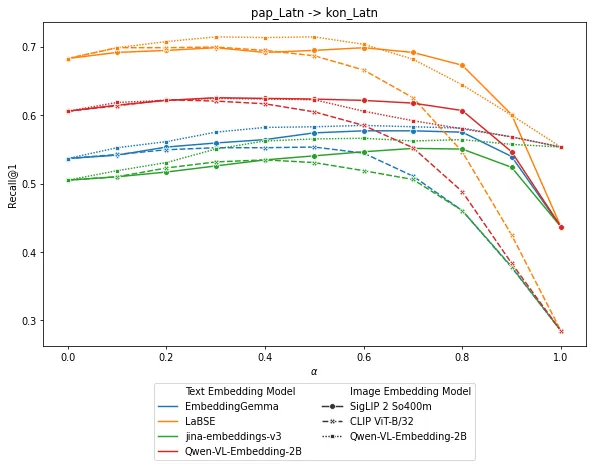 pap_Latn -> kon_Latn
Recall@1
0.7
0.6
0.5
0.4
0.3
0.0
0.2
0.4
0.6
0.8
1.0
α
Text Embedding Model
EmbeddingGemma
LaBSE
jina-embeddings-v3
Qwen-VL-Embedding-2B
Image Embedding Model
SigLIP 2 So400m
CLIP ViT-B/32
Qwen-VL-Embedding-2B